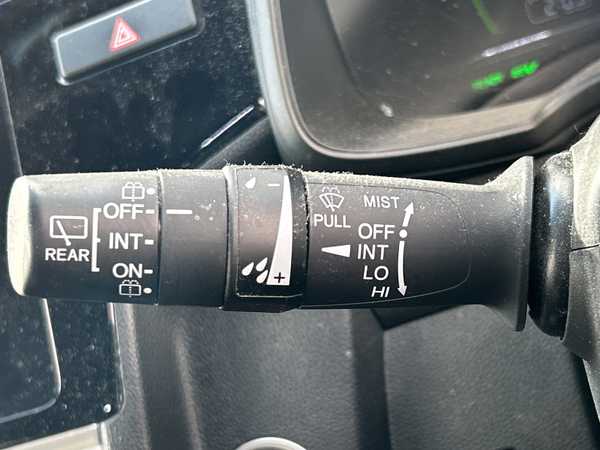 OFF
INT
ON
REAR
-
+
PULL
MIST
OFF
INT
LO
HI